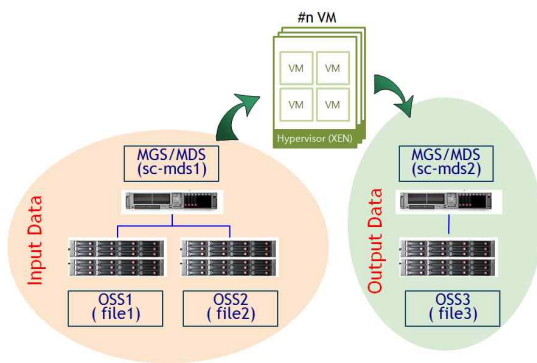 #n VM
VM VM
VM VM
Hypervisor (XEN)
MGS/MDS
(sc-mds1)
Input Data
OSS1
( file1)
OSS2
( file2)
MGS/MDS
(sc-mds2)
Output Data
OSS3
( file3)